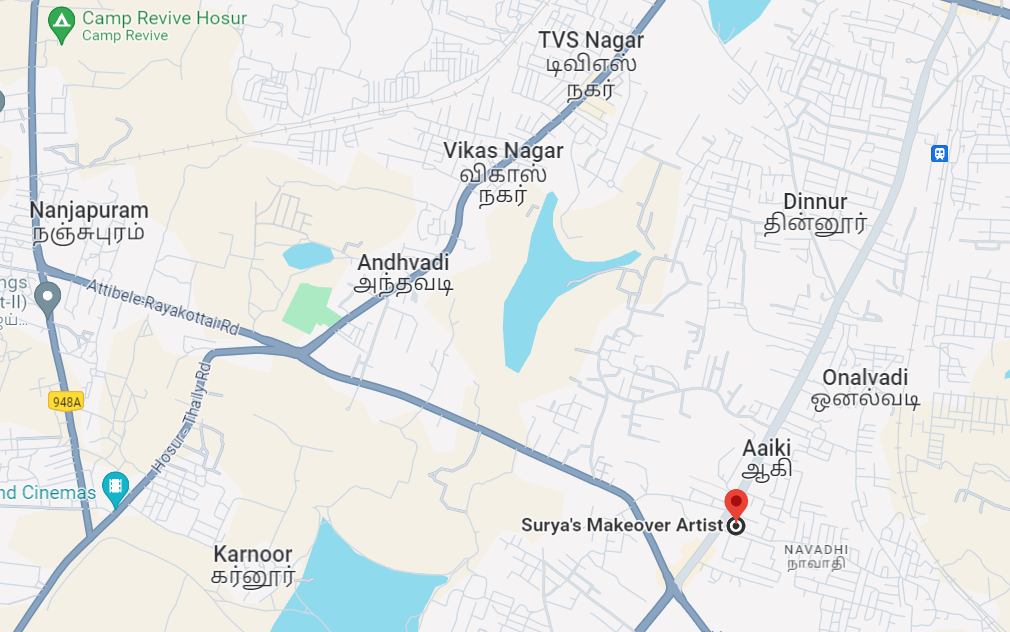 Camp Revive Hosur
Camp Revive
TVS Nagar
டிவிஎஸ்
நகர்
Vikas Nagar
விகாஸ்
நகர்
Nanjapuram
நஞ்சுபுரம்
Dinnur
தின்னூர்
Andhvadi
அந்தவடி
Attibele-Rayakottai Rd
ngs
t-II)
948A
Hosur - Thally Rd
Onalvadi
ஒனல்வடி
Aaiki
ஆகி
nd Cinemas
Surya's Makeover Artist
Karnoor
கர்னூர்
NAVADHI
நாவாதி